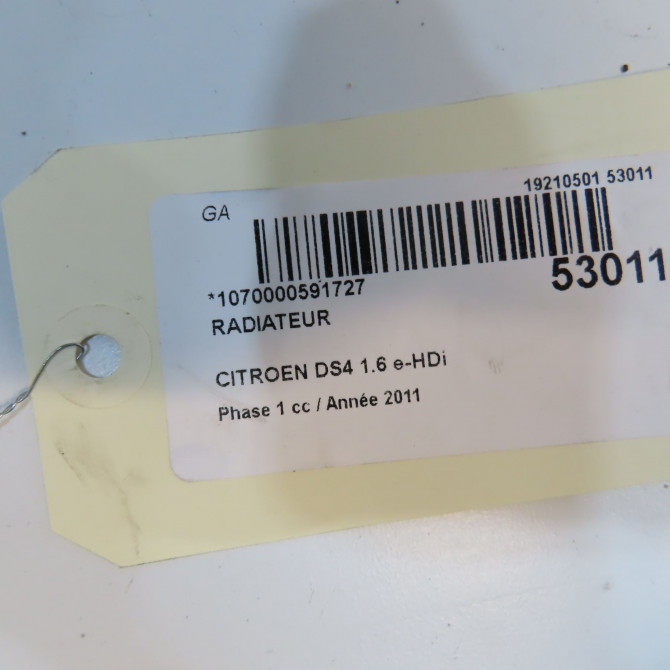 19210501 53011
GA
*1070000591727
53011
RADIATEUR
CITROEN DS4 1.6 e-HDi
Phase 1 cc / Année 2011